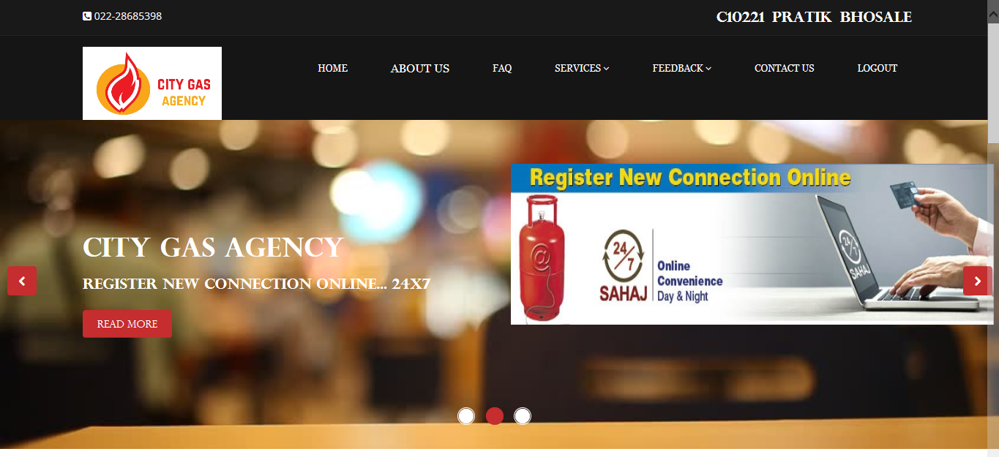 022-28685398
C10221 PRATIK BHOSALE
CITY GAS
AGENCY
HOME
ABOUT US
FAQ
SERVICES
FEEDBACK
CONTACT US
LOGOUT
CITY GAS AGENCY
REGISTER NEW CONNECTION ONLINE... 24X7
READ MORE
Register New Connection Online
24/7
SAHAJ
Online
Convenience
Day & Night
24/7
SAHAJ